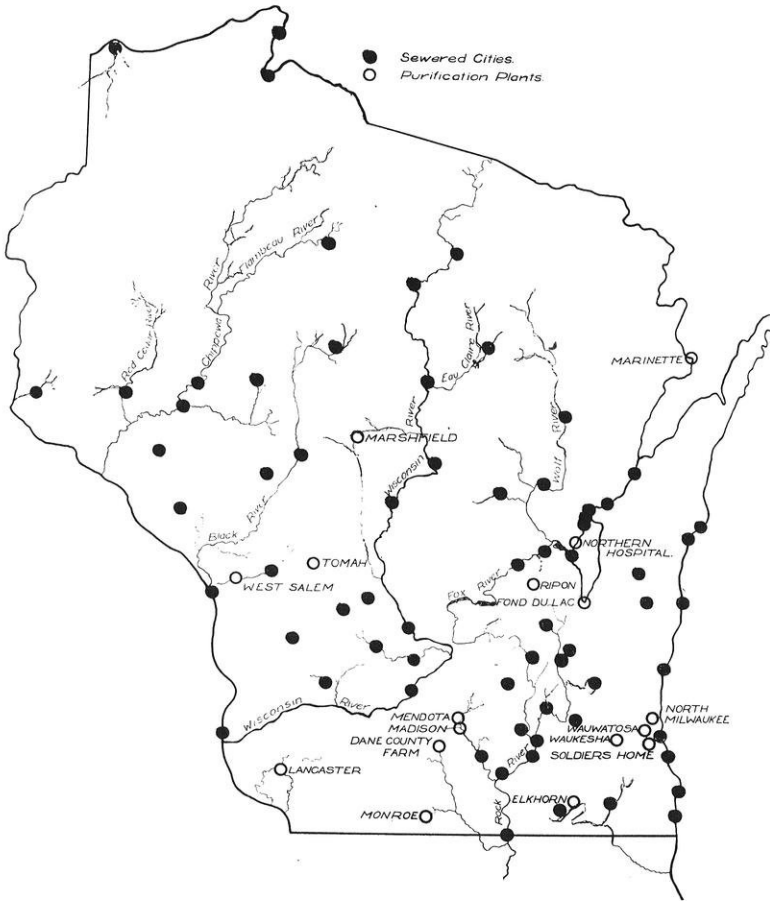 Sewered Cities.
Purification Plants.
Flambeau River
River
Chippewa
Red Cedar River
Eau Claire River
MARINETTE
River
Wisconsin
MARSHFIELD
Wolf River
Black River
NORTHERN
HOSPITAL.
TOMAH
WEST SALEM
Fox River
RIPON
FOND DU LAC
Wisconsin River
MENDOTA
MADISON
DANE COUNTY
FARM
NORTH
MILWAUKEE
WAUWATOSA
WAUKESHA
SOLDIERS HOME
LANCASTER
Rock River
ELKHORN
MONROE